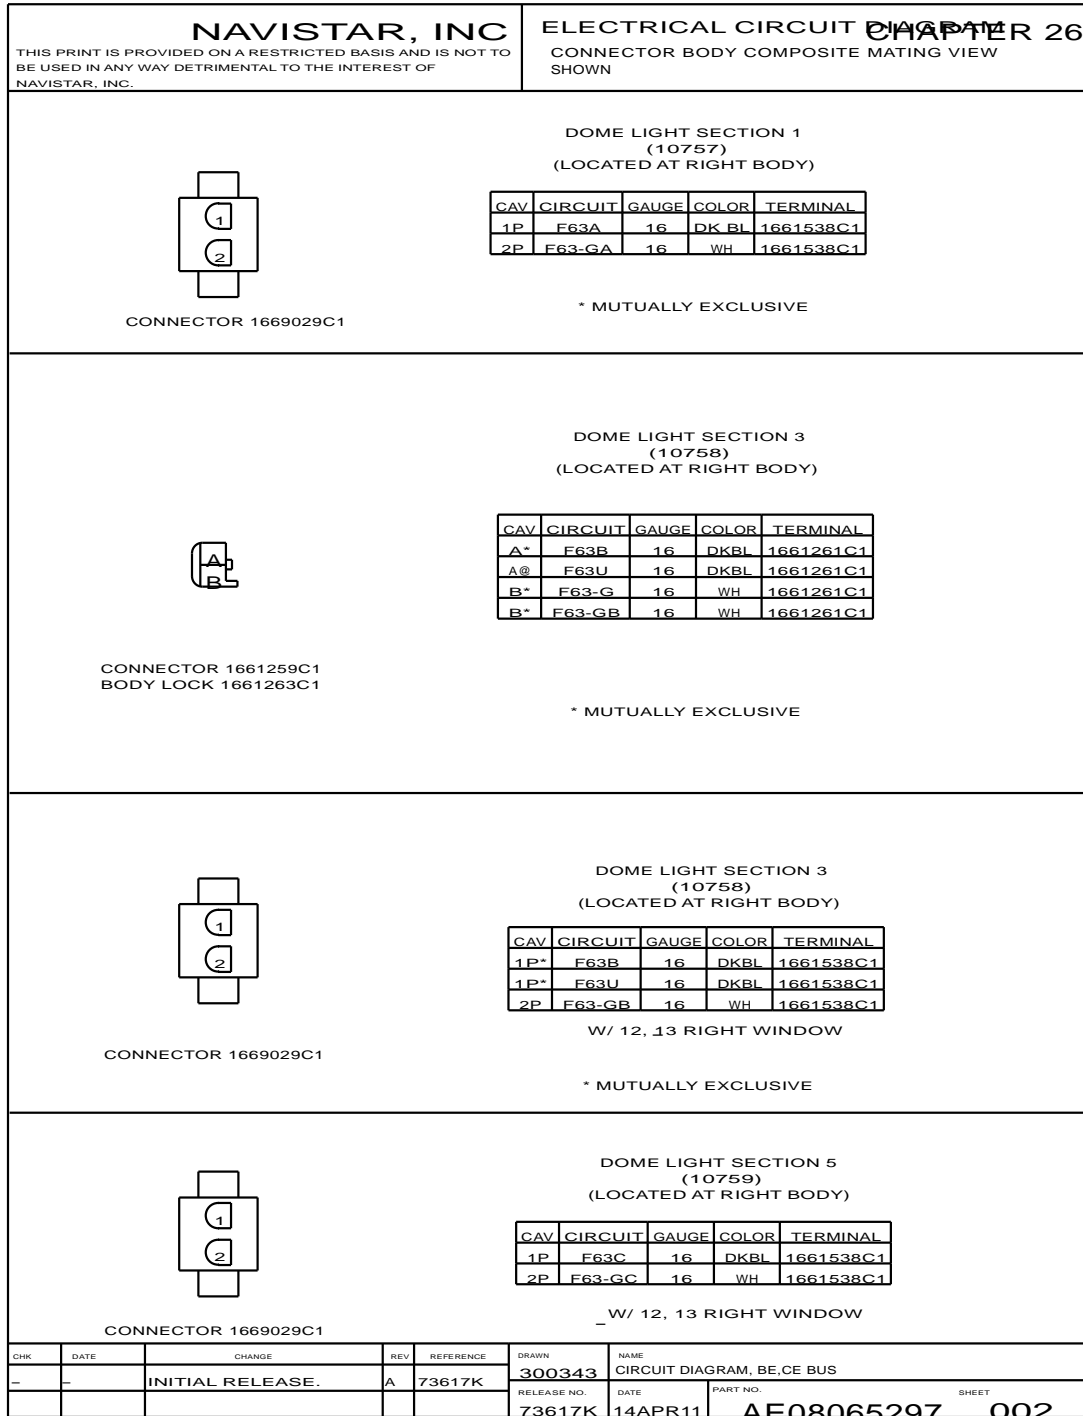 NAVISTAR, INC
THIS PRINT IS PROVIDED ON A RESTRICTED BASIS AND IS NOT TO
BE USED IN ANY WAY DETRIMENTAL TO THE INTEREST OF
NAVISTAR, INC.
ELECTRICAL CIRCUIT DIAGRAM
CHAPTER 26
CONNECTOR BODY COMPOSITE MATING VIEW
SHOWN
DOME LIGHT SECTION 1
(10757)
(LOCATED AT RIGHT BODY)
CAV CIRCUIT GAUGE COLOR TERMINAL
1P F63A 16 DK BL 1661538C1
2P F63-GA 16 WH 1661538C1
* MUTUALLY EXCLUSIVE
1
2
CONNECTOR 1669029C1
DOME LIGHT SECTION 3
(10758)
(LOCATED AT RIGHT BODY)
CAV CIRCUIT GAUGE COLOR TERMINAL
A* F63B 16 DKBL 1661261C1
A@ F63U 16 DKBL 1661261C1
B* F63-G 16 WH 1661261C1
B* F63-GB 16 WH 1661261C1
A
B
CONNECTOR 1661259C1
BODY LOCK 1661263C1
* MUTUALLY EXCLUSIVE
DOME LIGHT SECTION 3
(10758)
(LOCATED AT RIGHT BODY)
CAV CIRCUIT GAUGE COLOR TERMINAL
1P* F63B 16 DKBL 1661538C1
1P* F63U 16 DKBL 1661538C1
2P F63-GB 16 WH 1661538C1
W/ 12, 13 RIGHT WINDOW
1
2
CONNECTOR 1669029C1
* MUTUALLY EXCLUSIVE
DOME LIGHT SECTION 5
(10759)
(LOCATED AT RIGHT BODY)
CAV CIRCUIT GAUGE COLOR TERMINAL
1P F63C 16 DKBL 1661538C1
2P F63-GC 16 WH 1661538C1
_W/ 12, 13 RIGHT WINDOW
1
2
CONNECTOR 1669029C1
CHK DATE CHANGE REV REFERENCE
– – INITIAL RELEASE. A 73617K
DRAWN
300343
NAME
CIRCUIT DIAGRAM, BE,CE BUS
RELEASE NO.
73617K
DATE
14APR11
PART NO.
AE08065297
SHEET
002